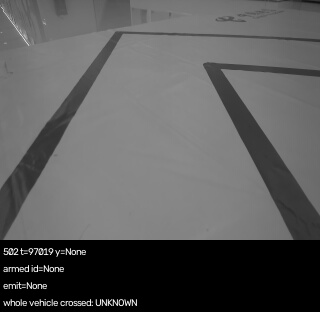 502 t=97019 y=None
armed id=None
emit=None
whole vehicle crossed: UNKNOWN